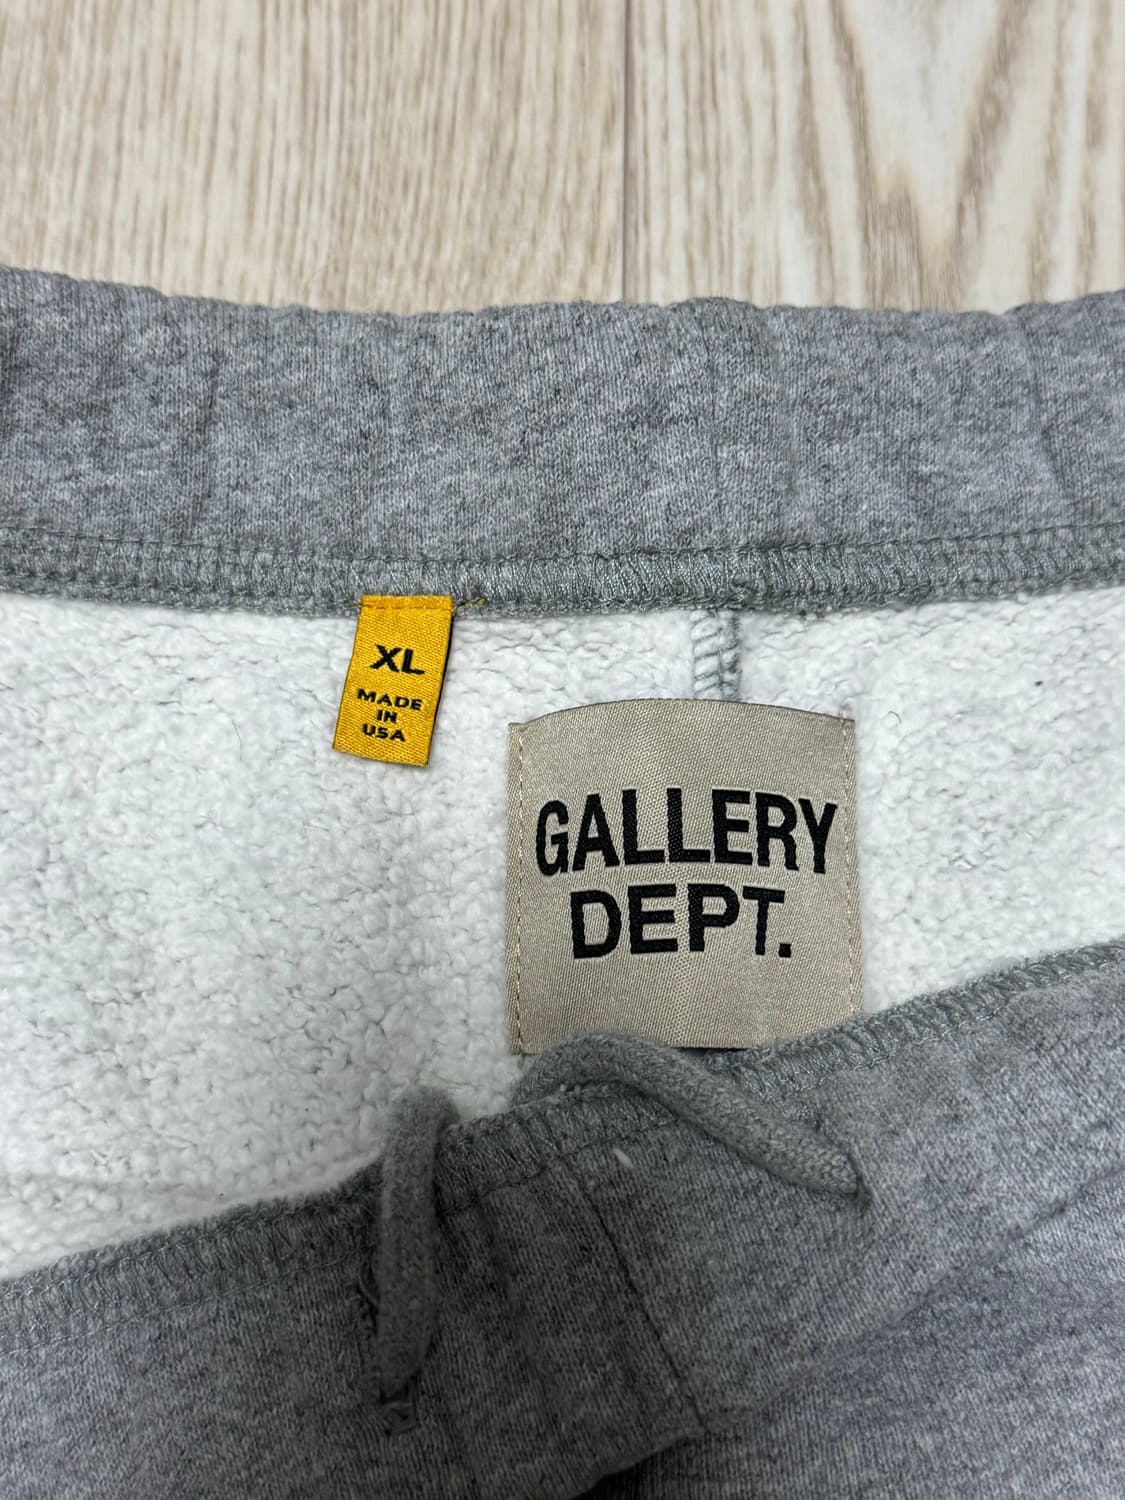 XL
MADE
IN
USA
GALLERY
DEPT.